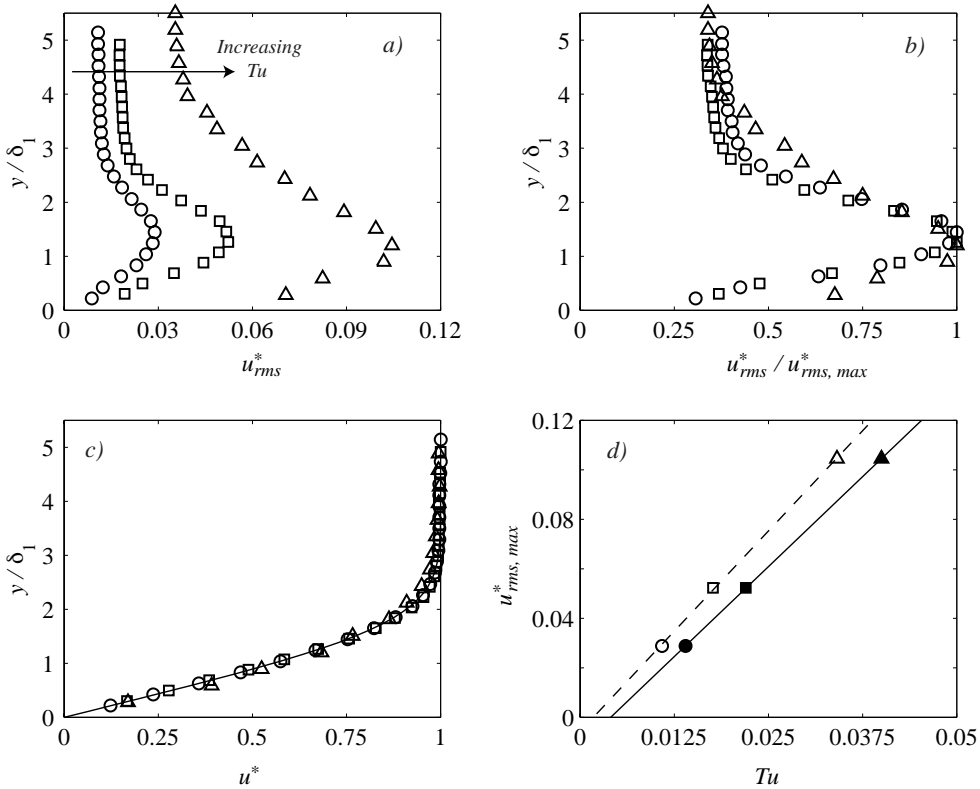 a)
Increasing
Tu
y / δ1
5
4
3
2
1
0
0 0.03 0.06 0.09 0.12
u*rms
b)
y / δ1
5
4
3
2
1
0
0.25 0.5 0.75 1
u*rms / u*rms, max
c)
y / δ1
5
4
3
2
1
0
0 0.25 0.5 0.75 1
u*
d)
u*rms, max
0.12
0.08
0.04
0
0 0.0125 0.025 0.0375 0.05
Tu